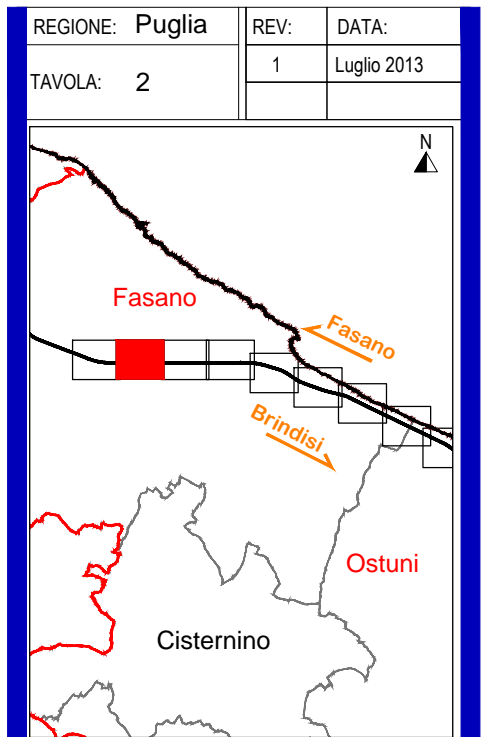 REGIONE: Puglia
REV:
DATA:
TAVOLA: 2
1
Luglio 2013
N
Fasano
Fasano
Brindisi
Ostuni
Cisternino